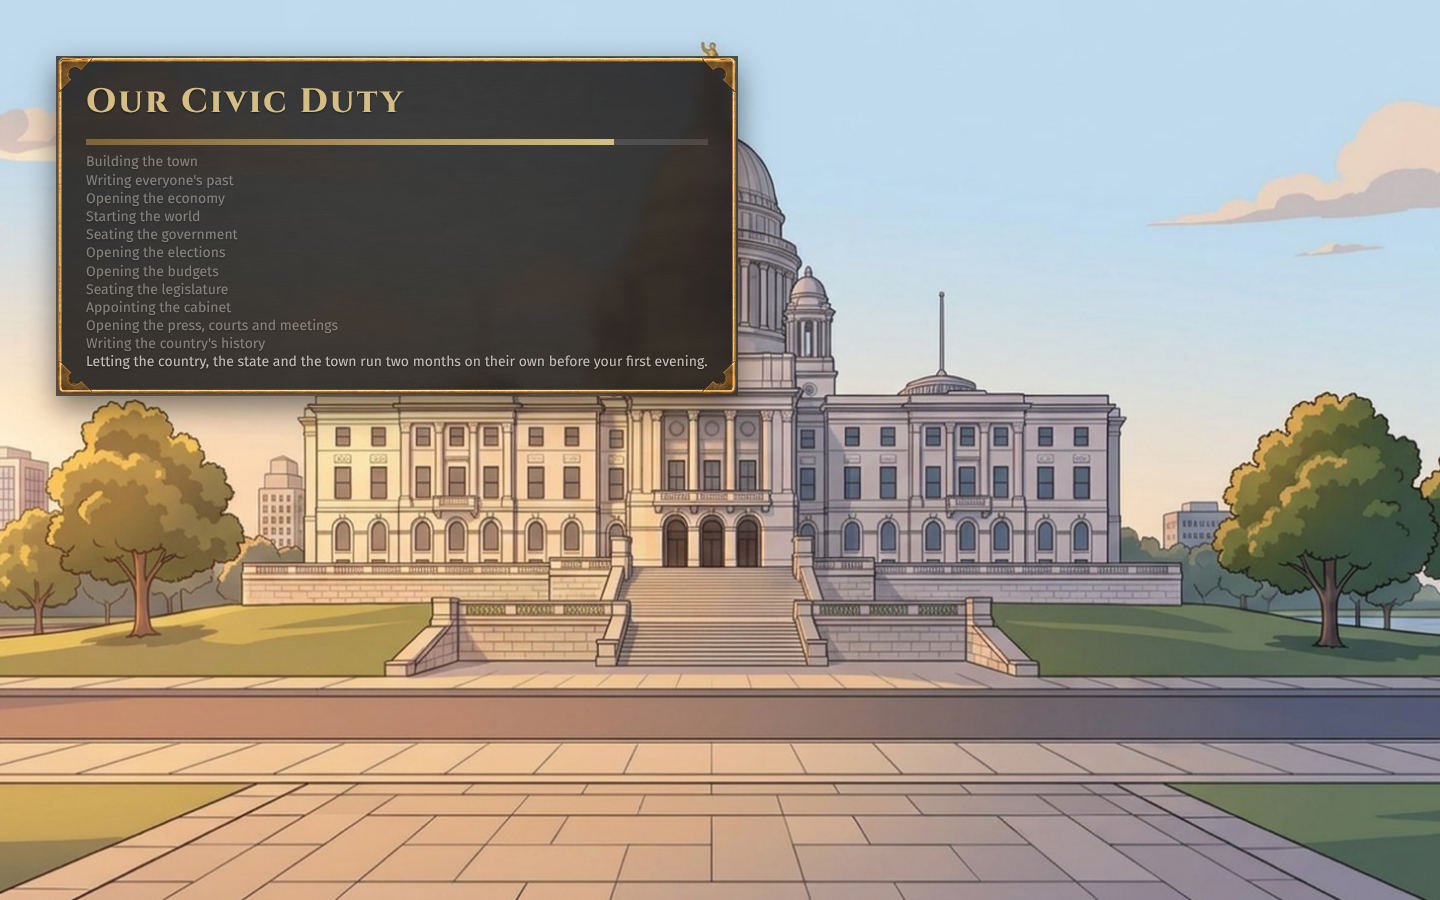 Our Civic Duty
Building the town
Writing everyone's past
Opening the economy
Starting the world
Seating the government
Opening the elections
Opening the budgets
Seating the legislature
Appointing the cabinet
Opening the press, courts and meetings
Writing the country's history
Letting the country, the state and the town run two months on their own before your first evening.